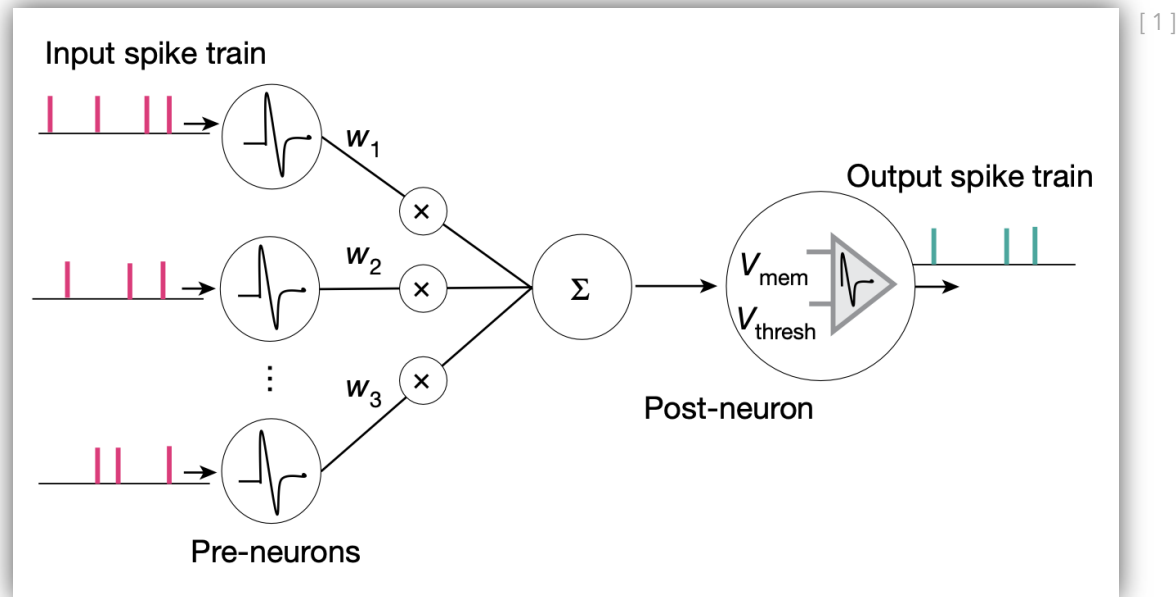 [ 1 ]
Input spike train
w1
×
Output spike train
w2
×
Σ
Vmem
Vthresh
⋮
w3
×
Post-neuron
Pre-neurons